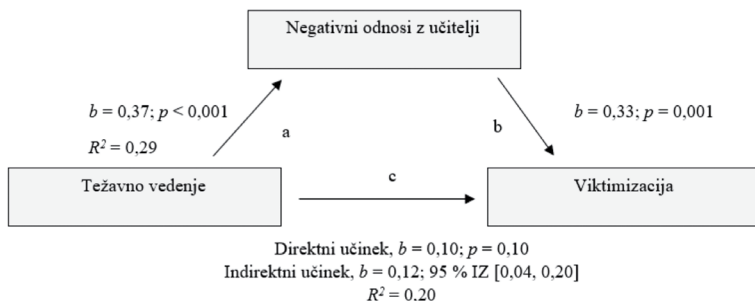 Negativni odnosi z učitelji
b = 0,37; p < 0,001
R² = 0,29
a
b
b = 0,33; p = 0,001
Težavno vedenje
c
Viktimizacija
Direktni učinek, b = 0,10; p = 0,10
Indirektni učinek, b = 0,12; 95 % IZ [0,04, 0,20]
R² = 0,20